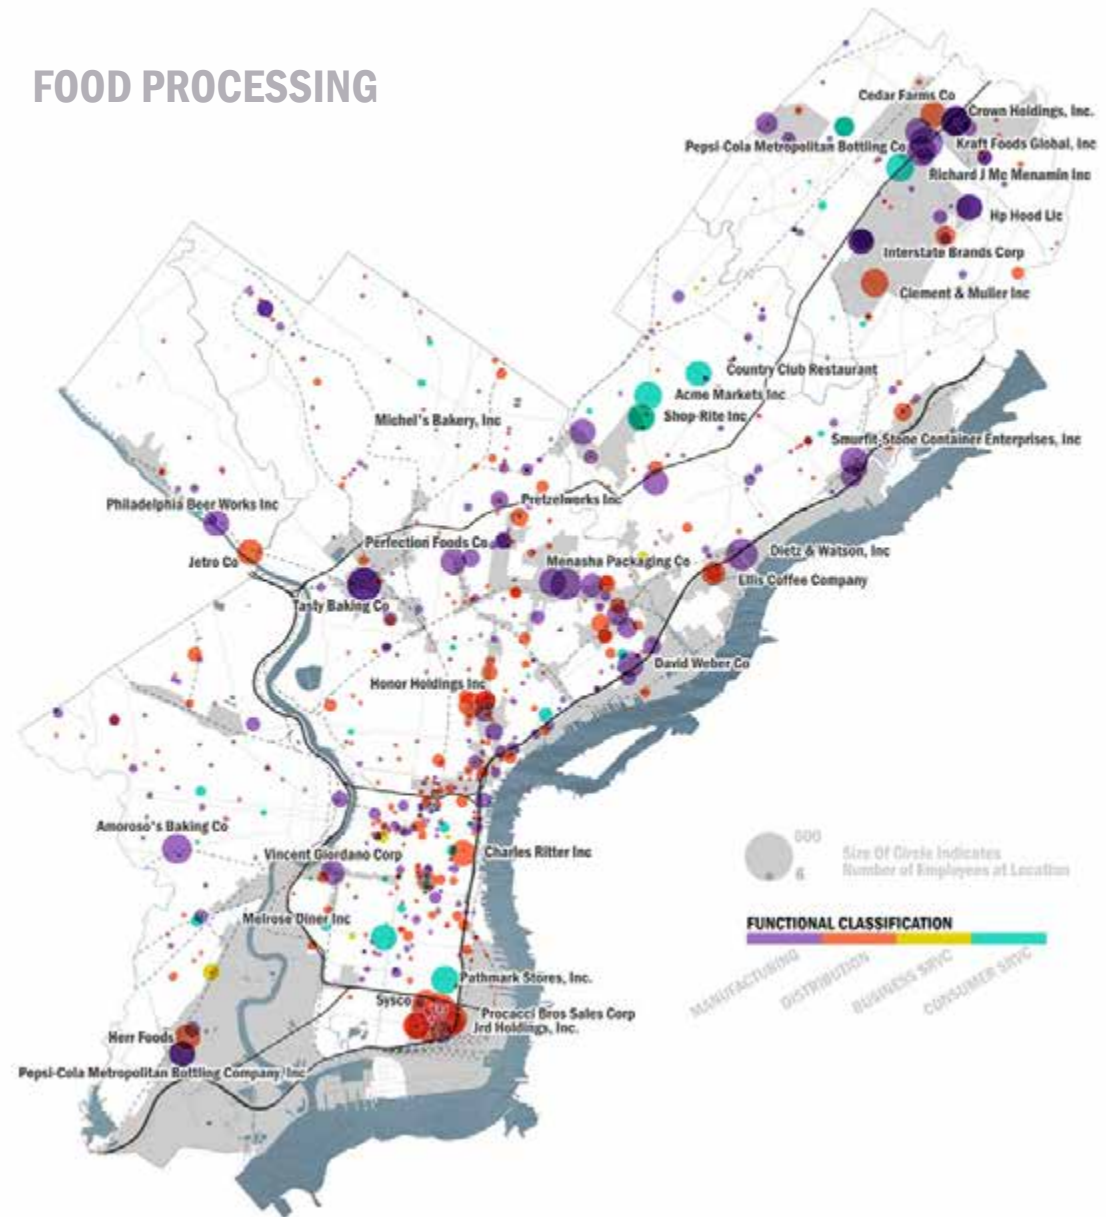 FOOD PROCESSING
Cedar Farms Co
Crown Holdings, Inc.
Pepsi-Cola Metropolitan Bottling Co
Kraft Foods Global, Inc
Richard J Mc Menamin Inc
Hp Hood Llc
Interstate Brands Corp
Clement & Muller Inc
Country Club Restaurant
Acme Markets Inc
Shop-Rite Inc
Michel's Bakery, Inc
Smurfit-Stone Container Enterprises, Inc
Philadelphia Beer Works Inc
Pretzelworks Inc
Perfection Foods Co
Jetro Co
Menasha Packaging Co
Dietz & Watson, Inc
Ellis Coffee Company
Tasty Baking Co
David Weber Co
Honor Holdings Inc
Amoroso's Baking Co
Vincent Giordano Corp
Charles Ritter Inc
Melrose Diner Inc
Pathmark Stores, Inc.
Sysco
Procacci Bros Sales Corp
Jrd Holdings, Inc.
Herr Foods
Pepsi-Cola Metropolitan Bottling Company, Inc
600
6
Size Of Circle Indicates
Number of Employees at Location
FUNCTIONAL CLASSIFICATION
MANUFACTURING
DISTRIBUTION
BUSINESS SRVC
CONSUMER SRVC